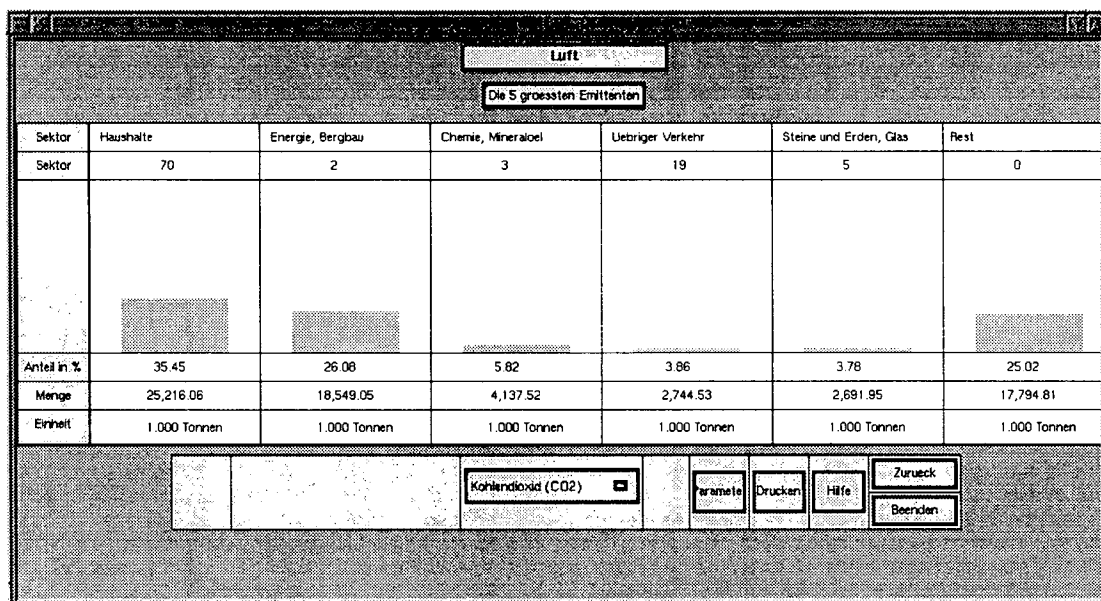 Luft
Die 5 groessten Emittenten
Sektor Haushalte Energie, Bergbau Chemie, Mineraloel Uebriger Verkehr Steine und Erden, Glas Rest
Sektor 70 2 3 19 5 0
Anteil in % 35.45 26.08 5.82 3.86 3.78 25.02
Menge 25,216.06 18,549.05 4,137.52 2,744.53 2,691.95 17,794.81
Einheit 1.000 Tonnen 1.000 Tonnen 1.000 Tonnen 1.000 Tonnen 1.000 Tonnen 1.000 Tonnen
Kohlendioxid (CO2) Paramete Drucken Hilfe Zurueck
Beenden